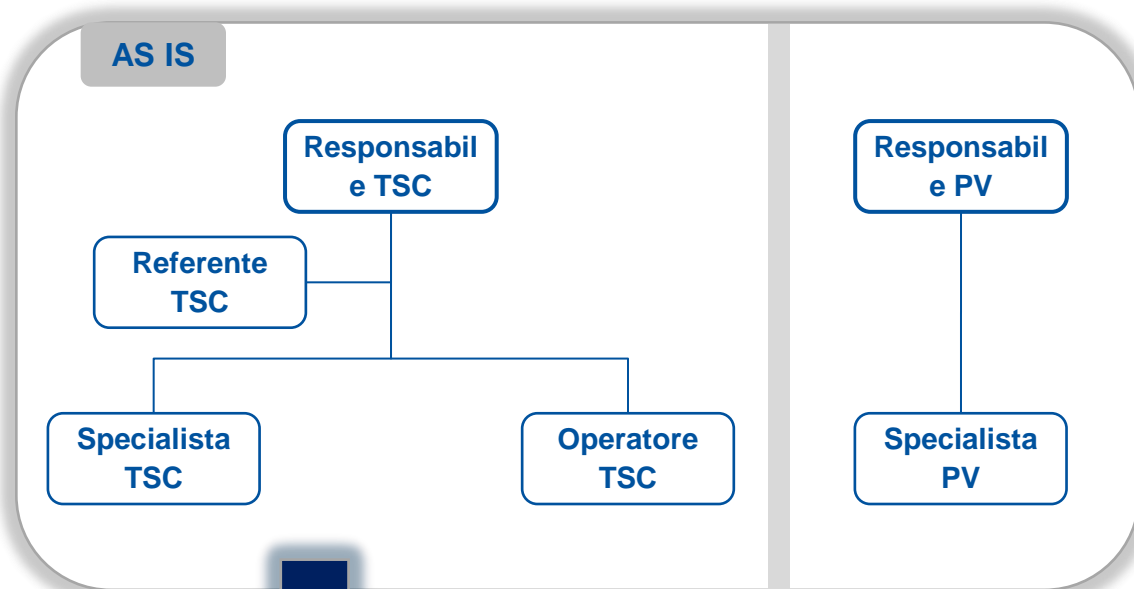 AS IS
Responsabil
e TSC
Responsabil
e PV
Referente
TSC
Specialista
TSC
Operatore
TSC
Specialista
PV